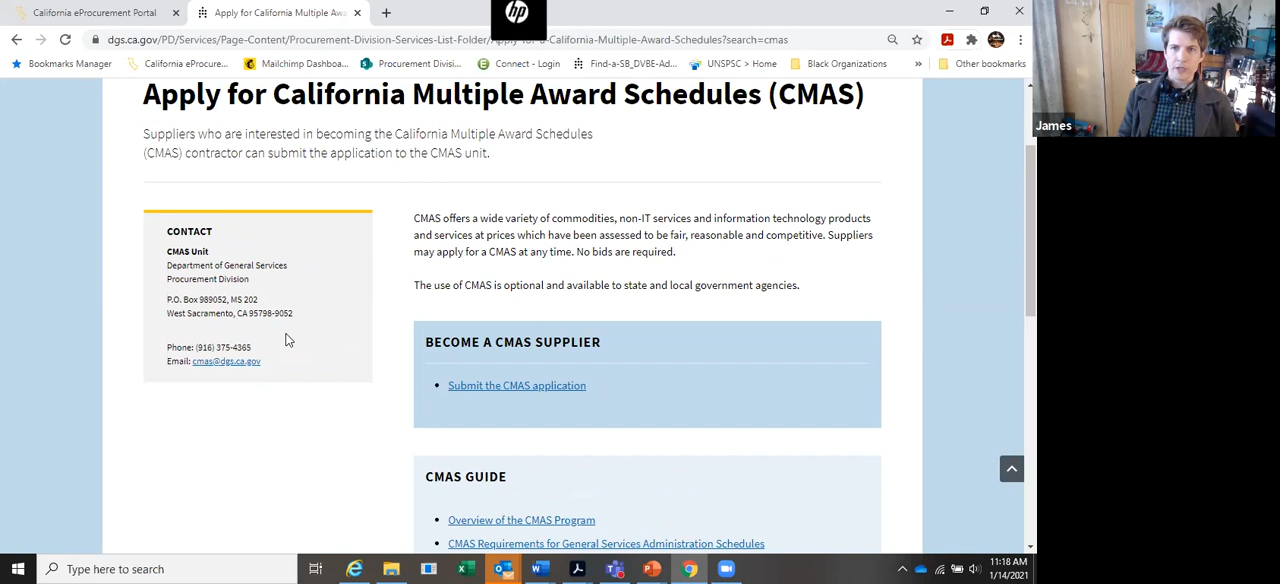 California eProcurement Portal
Apply for California Multiple Awa
hp
dgs.ca.gov/PD/Services/Page-Content/Procurement-Division-Services-List-Folder/Apply-for-a-California-Multiple-Award-Schedules?search=cmas
Bookmarks Manager
California eProcure...
Mailchimp Dashboa...
Procurement Divisi...
Connect - Login
Find-a-SB_DVBE-Ad...
UNSPSC > Home
Black Organizations
»
Other bookmarks
James
Apply for California Multiple Award Schedules (CMAS)
Suppliers who are interested in becoming the California Multiple Award Schedules
(CMAS) contractor can submit the application to the CMAS unit.
CONTACT
CMAS Unit
Department of General Services
Procurement Division
P.O. Box 989052, MS 202
West Sacramento, CA 95798-9052
Phone: (916) 375-4365
Email: cmas@dgs.ca.gov
CMAS offers a wide variety of commodities, non-IT services and information technology products
and services at prices which have been assessed to be fair, reasonable and competitive. Suppliers
may apply for a CMAS at any time. No bids are required.
The use of CMAS is optional and available to state and local government agencies.
BECOME A CMAS SUPPLIER
• Submit the CMAS application
CMAS GUIDE
• Overview of the CMAS Program
• CMAS Requirements for General Services Administration Schedules
Type here to search
11:18 AM
1/14/2021